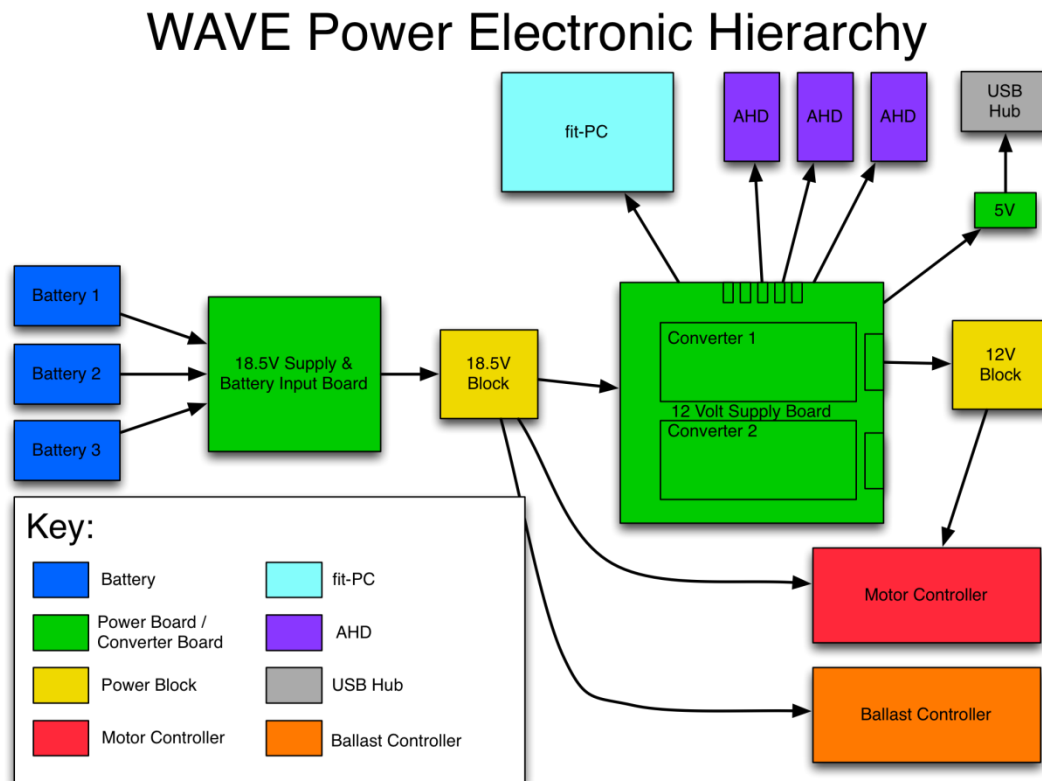 WAVE Power Electronic Hierarchy
fit-PC
AHD
AHD
AHD
USB
Hub
5V
Battery 1
Battery 2
Battery 3
18.5V Supply &
Battery Input Board
18.5V
Block
Converter 1
12 Volt Supply Board
Converter 2
12V
Block
Motor Controller
Ballast Controller
Key:
Battery
fit-PC
Power Board /
Converter Board
AHD
Power Block
USB Hub
Motor Controller
Ballast Controller